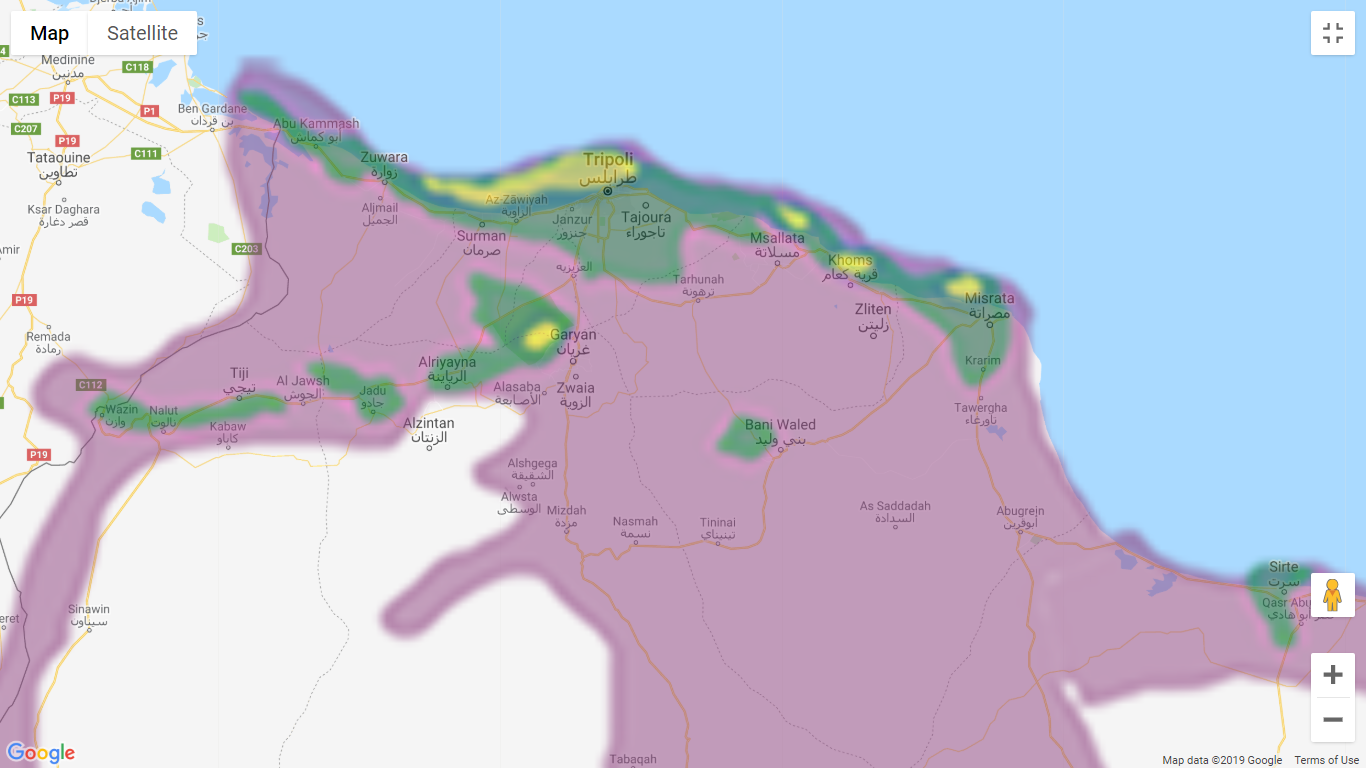 Map
Satellite
Medinine
مدنين
C118
C113
P19
P1
C207
P19
C111
Ben Gardane
بن قردان
Tataouine
تطاوين
Ksar Daghara
قصر دغارة
C203
P19
Remada
رمادة
C112
P19
Abu Kammash
أبو كماش
Zuwara
زوارة
Aljmail
الجميل
Tripoli
طرابلس
Az-Zāwiyah
الزاوية
Surman
صرمان
Janzur
جنزور
Tajoura
تاجوراء
العزيزيه
Msallata
مسلاتة
Khoms
قرية كعام
Tarhunah
ترهونة
Zliten
زليتن
Misrata
مصراتة
Krarim
كرارم
Tawergha
تاورغاء
Garyan
غريان
Alriyayna
الرياينة
Tiji
تيجي
Al Jawsh
الجوش
Jadu
جادو
Alasaba
الأصابعة
Zwaia
الزوية
Wazin
وازن
Nalut
نالوت
Kabaw
كاباو
Alzintan
الزنتان
Bani Waled
بني وليد
Alshgega
الشقيقة
Alwsta
الوسطى
Mizdah
مزدة
Nasmah
نسمة
Tininai
تينيناي
As Saddadah
السدادة
Abugrein
أبوقرين
Sirte
سرت
Qasr Abu
أبو هادي
Sinawin
سيناون
Tabaqah
Google
Map data ©2019 Google
Terms of Use